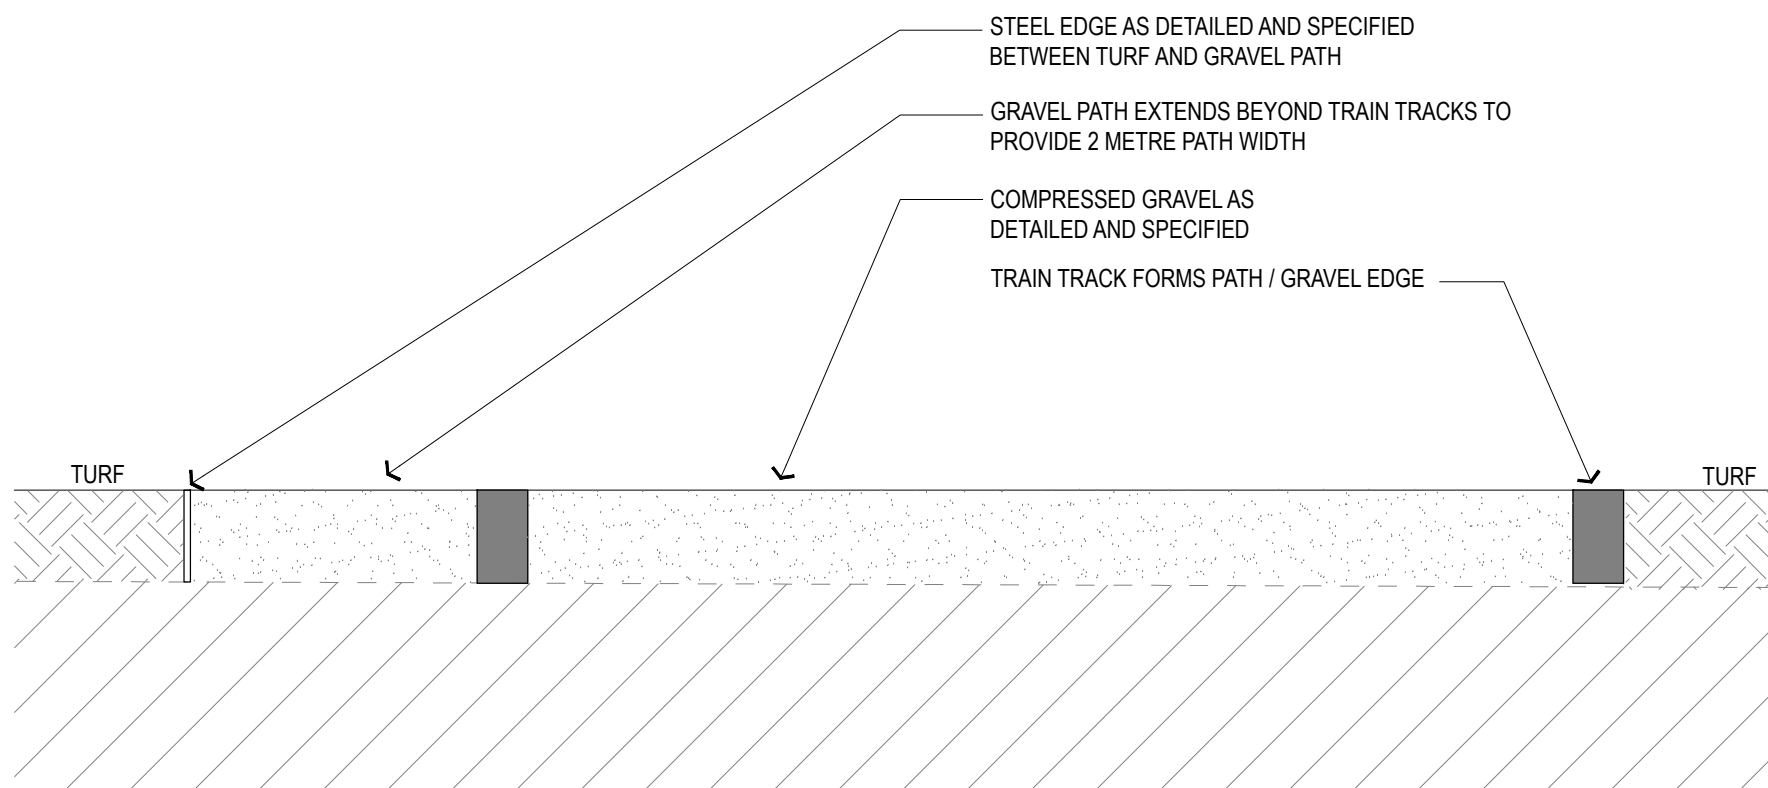 STEEL EDGE AS DETAILED AND SPECIFIED
BETWEEN TURF AND GRAVEL PATH
GRAVEL PATH EXTENDS BEYOND TRAIN TRACKS TO
PROVIDE 2 METRE PATH WIDTH
COMPRESSED GRAVEL AS
DETAILED AND SPECIFIED
TRAIN TRACK FORMS PATH / GRAVEL EDGE
TURF
TURF